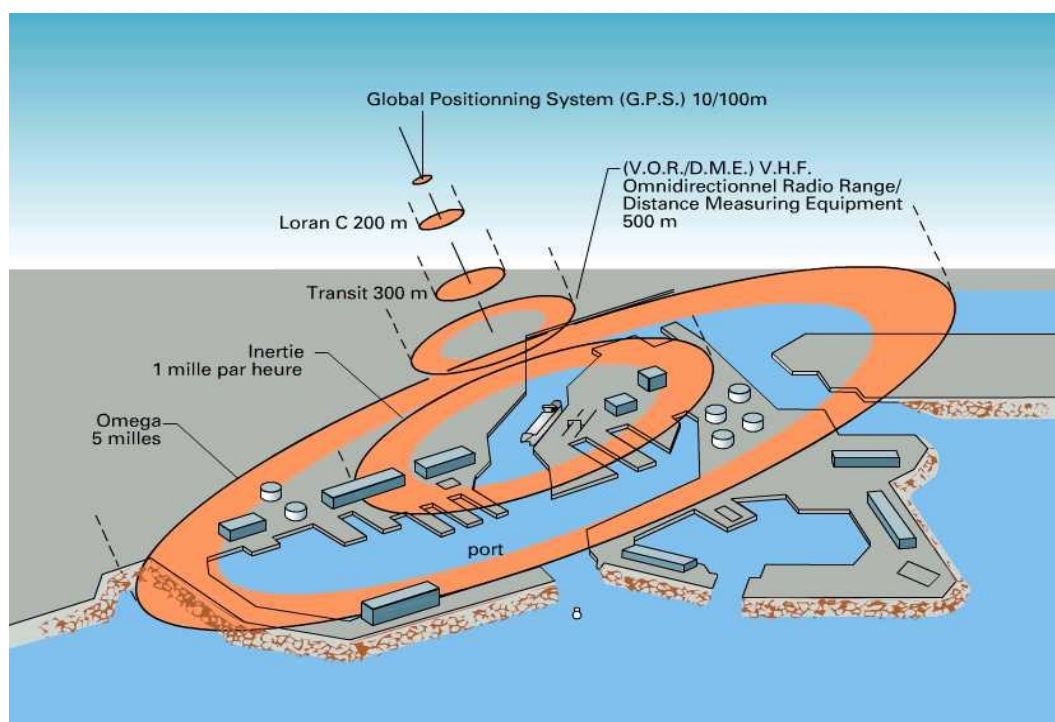 Global Positionning System (G.P.S.) 10/100m
(V.O.R./D.M.E.) V.H.F.
Omnidirectionnel Radio Range/
Distance Measuring Equipment
500 m
Loran C 200 m
Transit 300 m
Inertie
1 mille par heure
Omega
5 milles
port